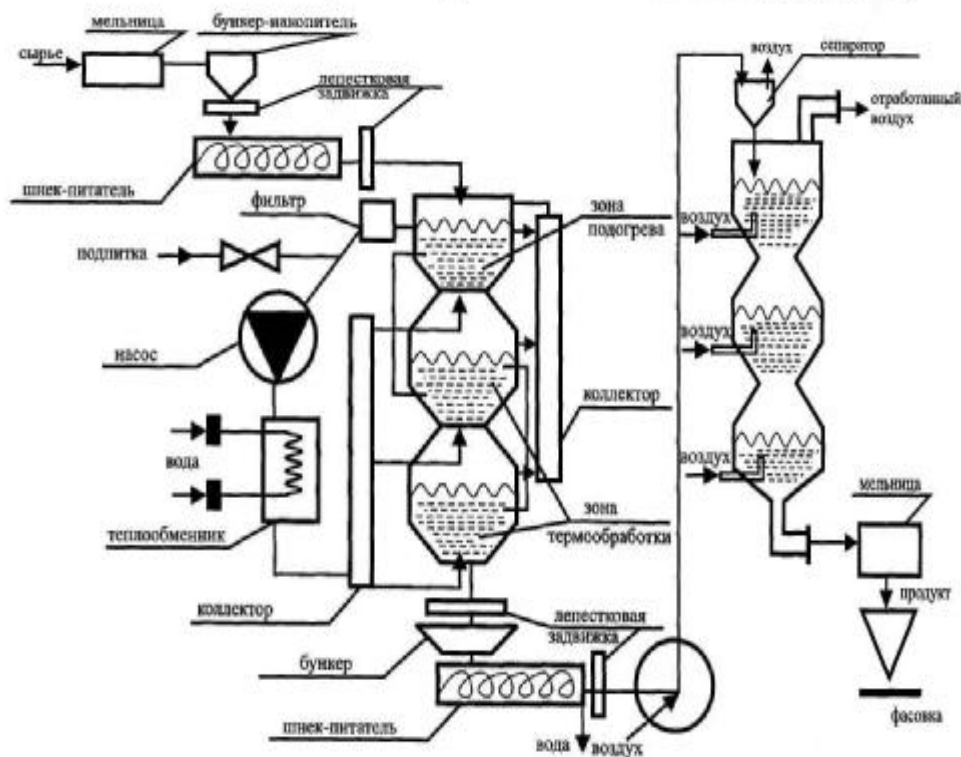 мельница
бункер-накопитель
сырье
лепестковая
задвижка
шнек-питатель
воздух
сепаратор
отработанный
воздух
фильтр
зона
подогрева
воздух
подпитка
насос
воздух
коллектор
вода
воздух
мельница
теплообменник
зона
термообработки
коллектор
лепестковая
задвижка
продукт
бункер
шнек-питатель
вода
воздух
фасовка